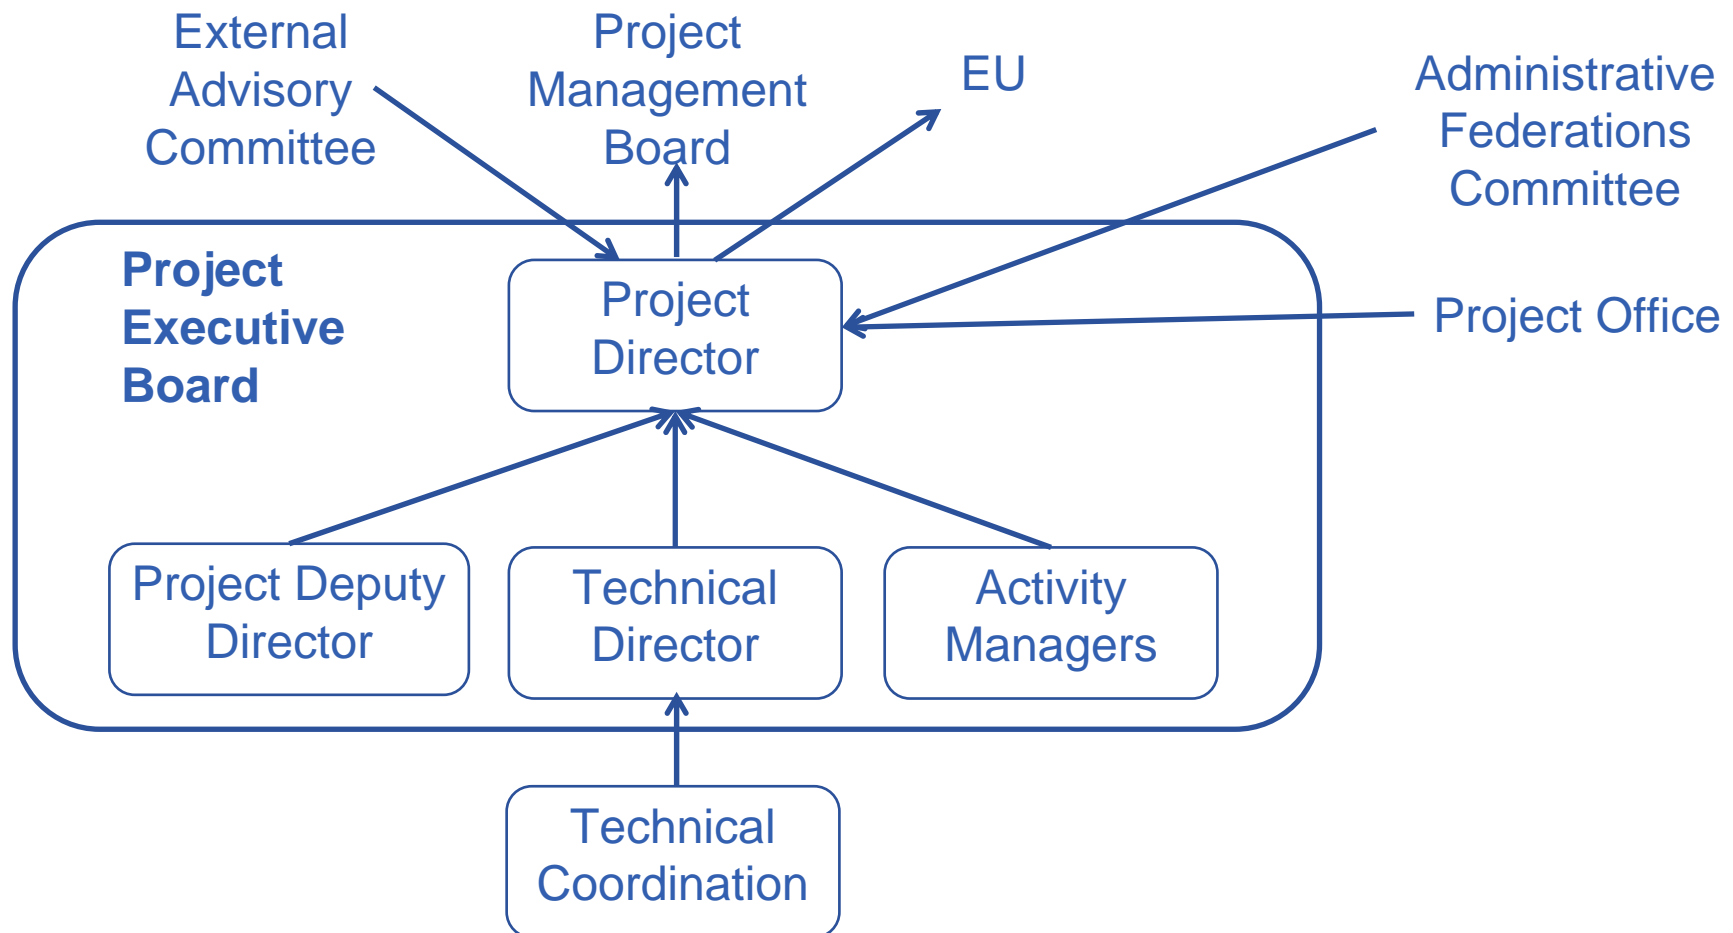 External
Advisory
Committee
Project
Management
Board
EU
Administrative
Federations
Committee
Project
Executive
Board
Project
Director
Project Office
Project Deputy
Director
Technical
Director
Activity
Managers
Technical
Coordination